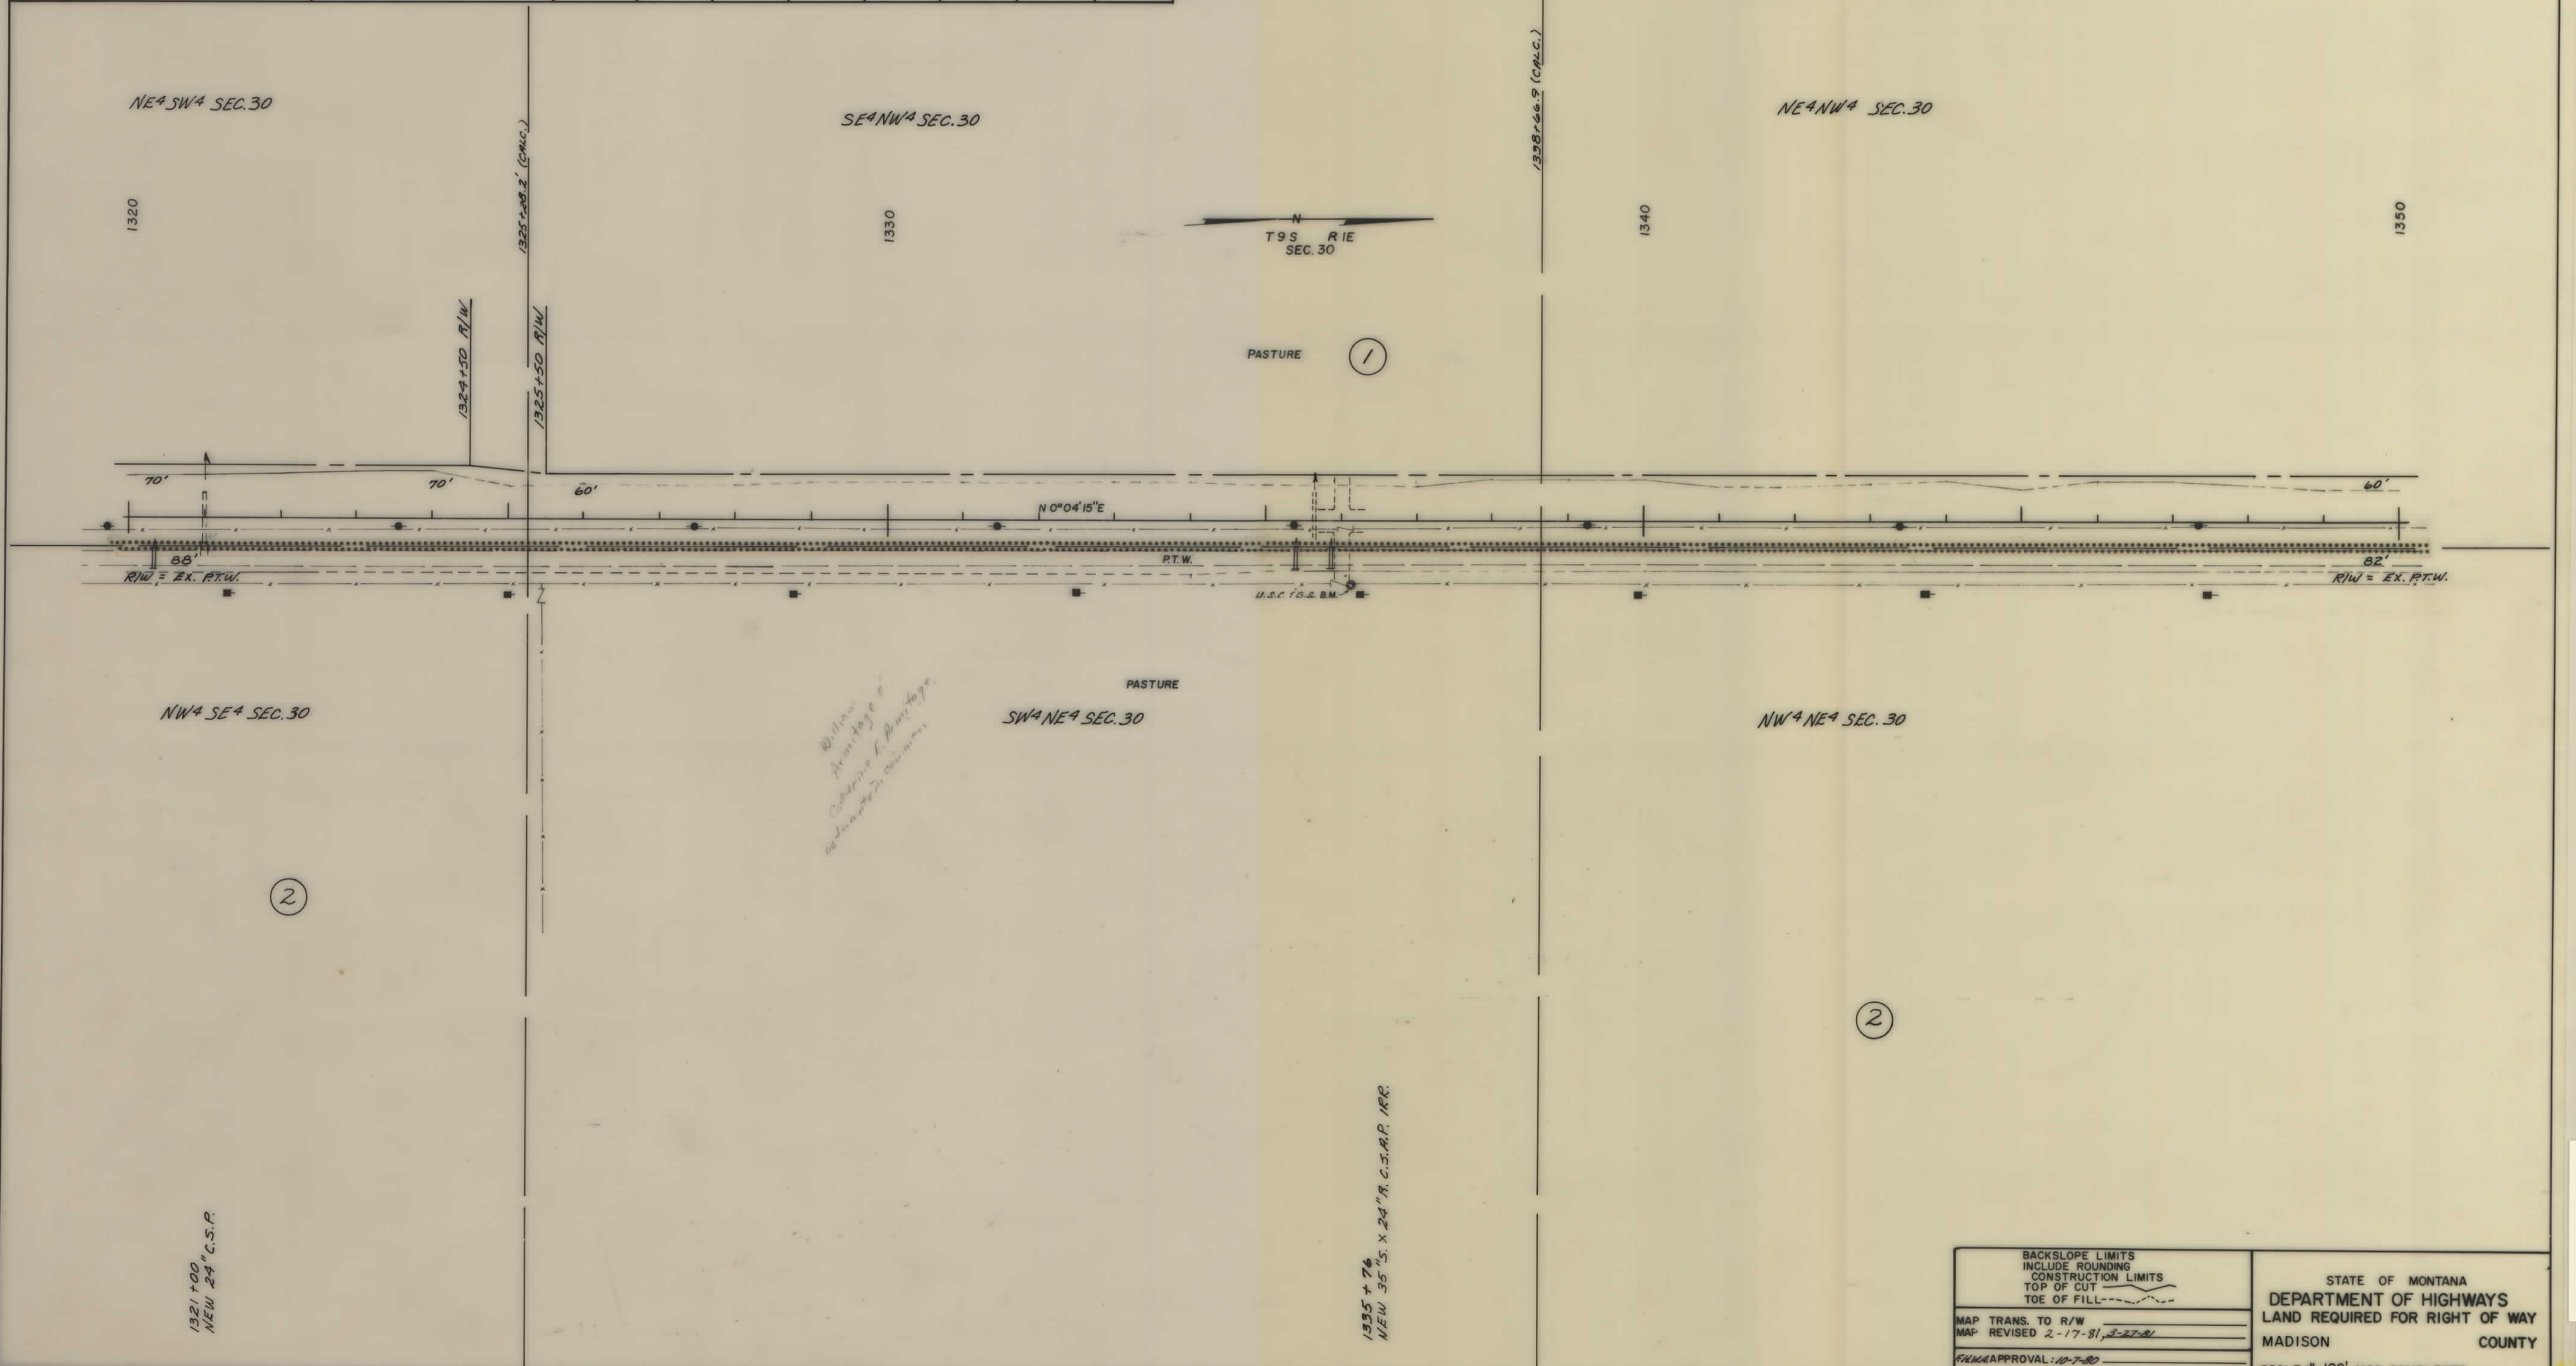 NE4 SW4 SEC. 30
SE4 NW4 SEC. 30
NE4 NW4 SEC. 30
1325+28.2' (CALC.)
1338+66.9 (CALC.)
1320
1330
1340
1350
N
T9S R1E
SEC. 30
1324+50 R/W
1325+50 R/W
PASTURE
1
70'
70'
60'
60'
N 0°04'15"E
P.T.W.
88'
R/W = EX. P.T.W.
82'
R/W = EX. P.T.W.
U.S.C. & G.S. B.M.
PASTURE
NW4 SE4 SEC. 30
SW4 NE4 SEC. 30
NW4 NE4 SEC. 30
William
Armitage &
E. Armitage,
2
2
1321+00
NEW 24" C.S.P.
1335+76
NEW 35"S. X 24"R. C.S.A.P. IRR.
BACKSLOPE LIMITS
INCLUDE ROUNDING
CONSTRUCTION LIMITS
TOP OF CUT
TOE OF FILL
MAP TRANS. TO R/W
MAP REVISED 2-17-81, 3-27-81
F.H.W.A. APPROVAL: 10-7-80
STATE OF MONTANA
DEPARTMENT OF HIGHWAYS
LAND REQUIRED FOR RIGHT OF WAY
MADISON COUNTY